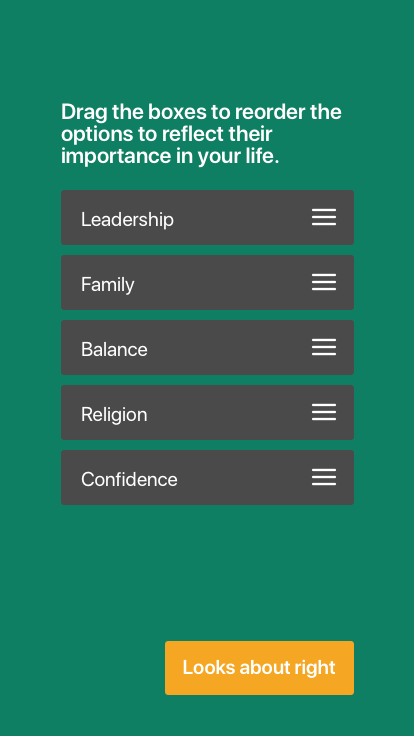 Drag the boxes to reorder the
options to reflect their
importance in your life.
Leadership
Family
Balance
Religion
Confidence
Looks about right